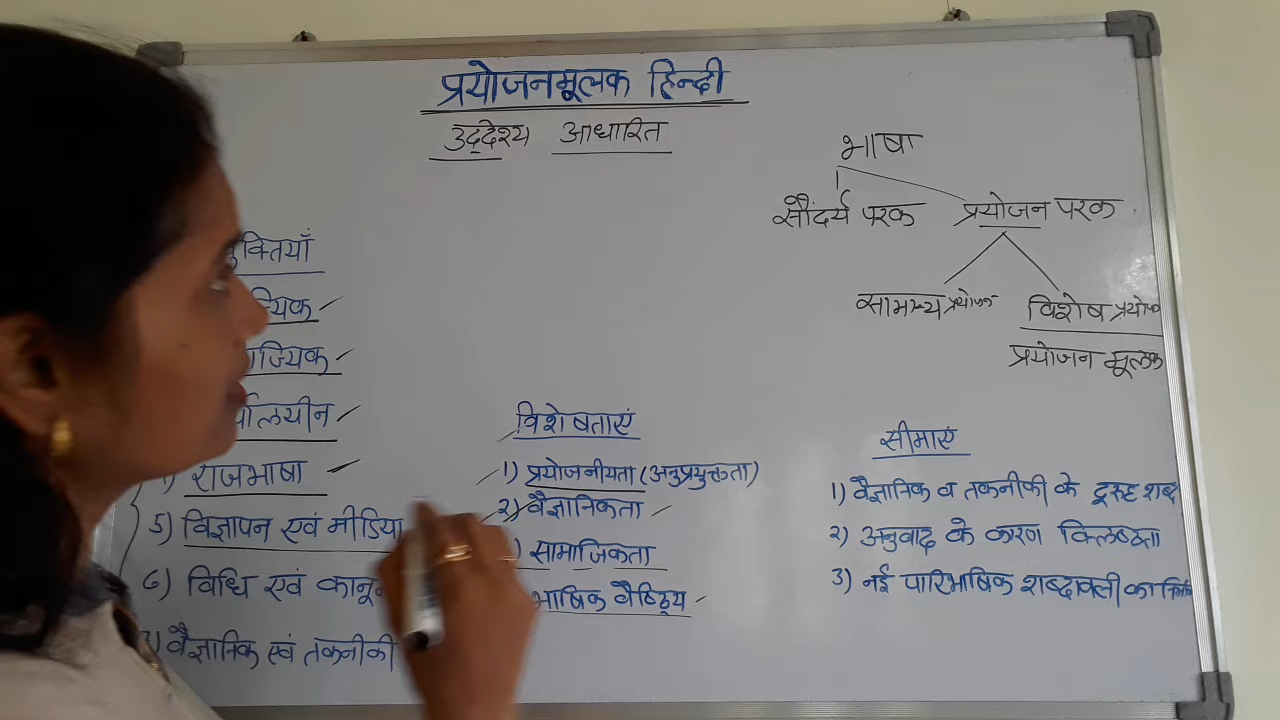 प्रयोजनमूलक हिन्दी
उद्देश्य आधारित
भाषा
सौंदर्य परक प्रयोजन परक
सामान्य प्रयोजन विशेष
प्रयोजन मूलक
राजभाषा
5) विज्ञापन एवं मीडिया
6) विधि एवं
वैज्ञानिक एवं तकनीकी
विशेषताएं
1) प्रयोजनीयता (अनुप्रयुक्तता)
2) वैज्ञानिकता
सामाजिकता
भाषिक
सीमाएं
1) वैज्ञानिक व तकनीकी के दुरूह शब्द
2) अनुवाद के कारण क्लिष्टता
3) नई पारिभाषिक शब्दावली का